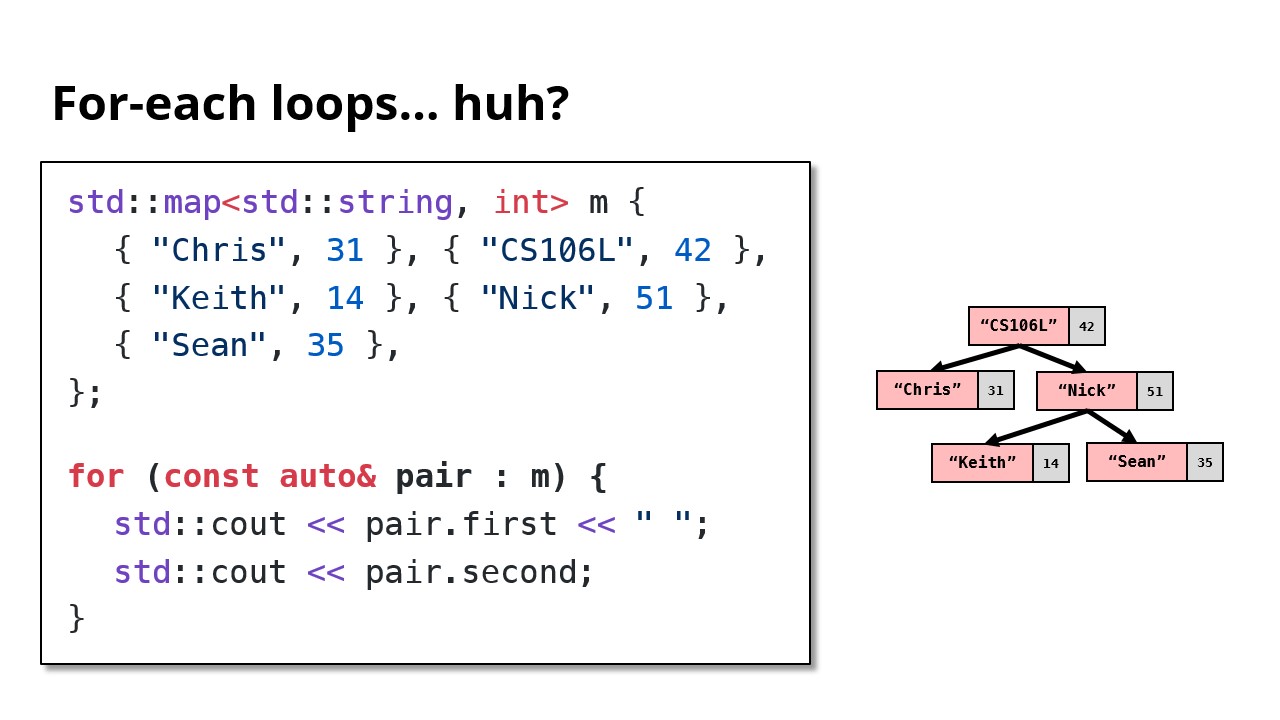 For-each loops… huh?
std::map<std::string, int> m {
{ "Chris", 31 }, { "CS106L", 42 },
{ "Keith", 14 }, { "Nick", 51 },
{ "Sean", 35 },
};
for (const auto& pair : m) {
std::cout << pair.first << " ";
std::cout << pair.second;
}
“CS106L” 42
“Chris” 31
“Nick” 51
“Keith” 14
“Sean” 35